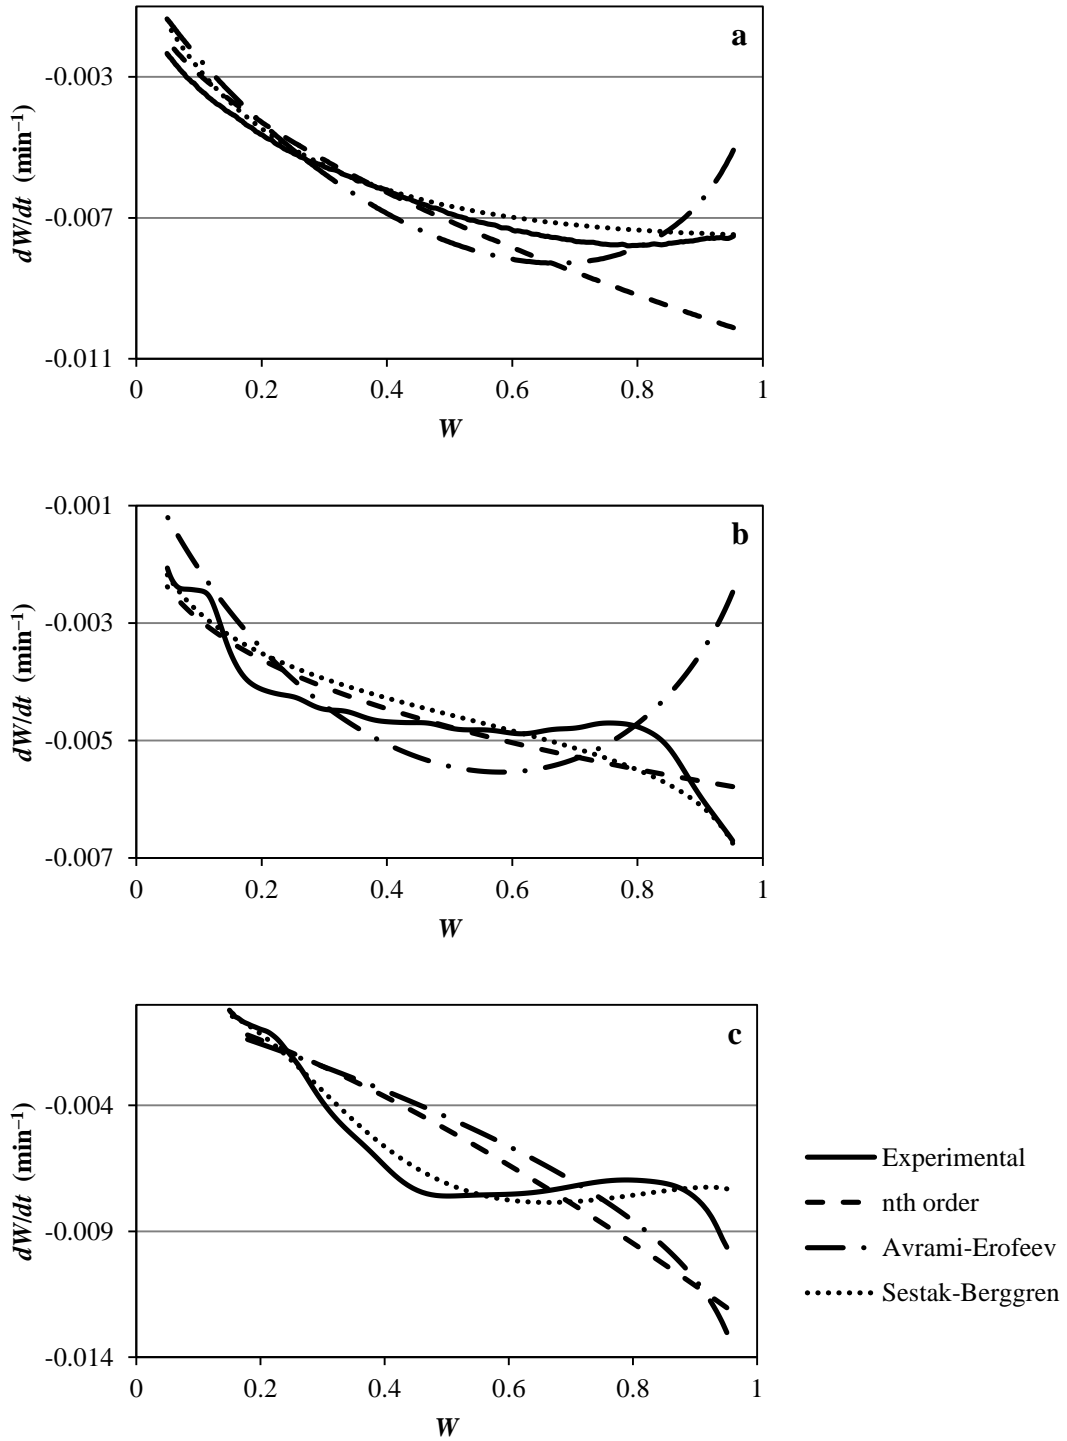 a
-0.003
-0.007
-0.011
dW/dt (min⁻¹)
0 0.2 0.4 0.6 0.8 1
W
-0.001
b
-0.003
-0.005
-0.007
dW/dt (min⁻¹)
0 0.2 0.4 0.6 0.8 1
W
c
-0.004
-0.009
-0.014
dW/dt (min⁻¹)
0 0.2 0.4 0.6 0.8 1
W
Experimental
nth order
Avrami-Erofeev
Sestak-Berggren